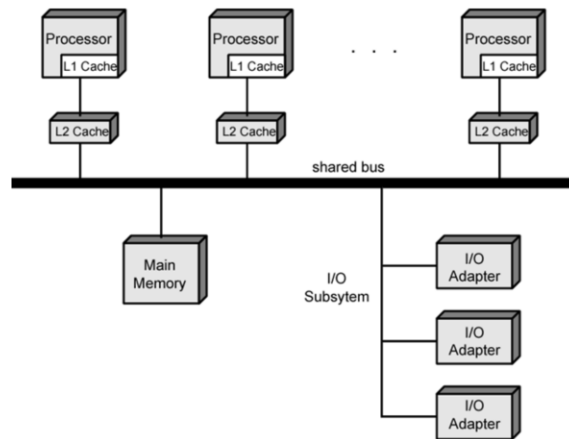 Processor
L1 Cache
Processor
L1 Cache
. . .
Processor
L1 Cache
L2 Cache
L2 Cache
L2 Cache
shared bus
Main
Memory
I/O
Subsytem
I/O
Adapter
I/O
Adapter
I/O
Adapter